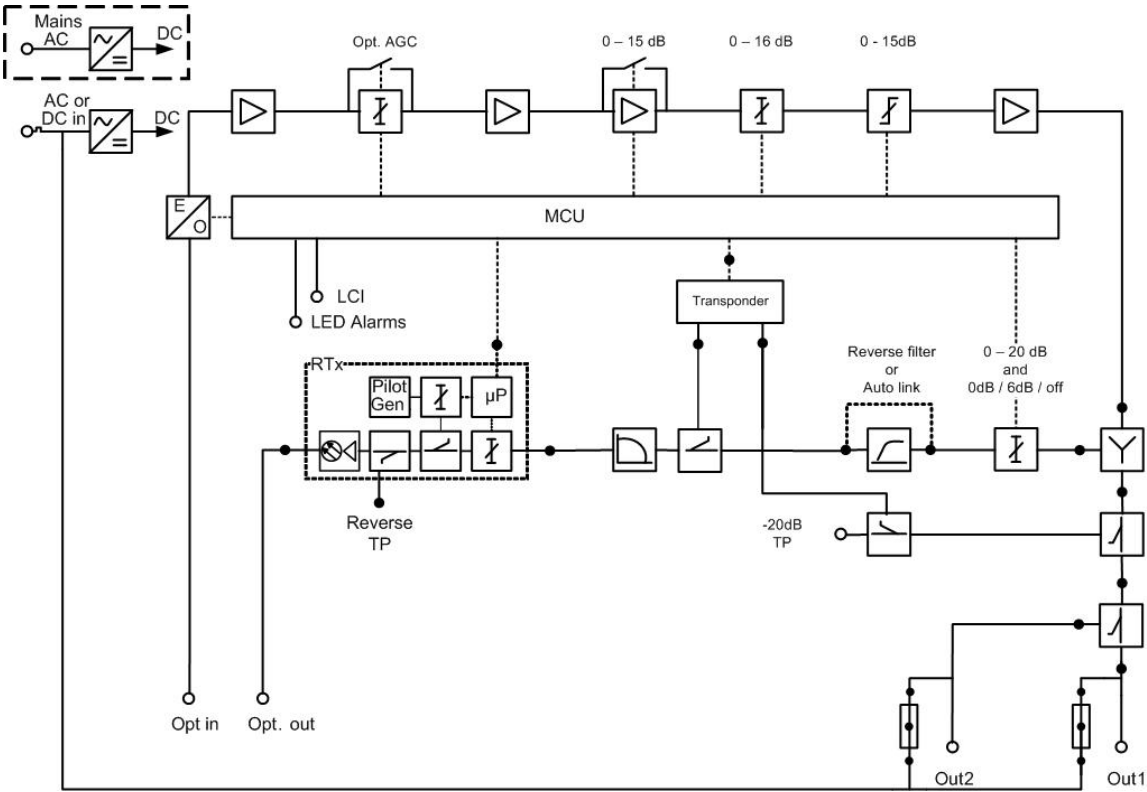 Mains
AC
DC
AC or
DC in
DC
Opt. AGC
0 – 15 dB
0 – 16 dB
0 - 15dB
E
O
MCU
LCI
LED Alarms
Transponder
RTx
Pilot
Gen
µP
Reverse filter
or
Auto link
0 – 20 dB
and
0dB / 6dB / off
Reverse
TP
-20dB
TP
Opt in
Opt. out
Out2
Out1